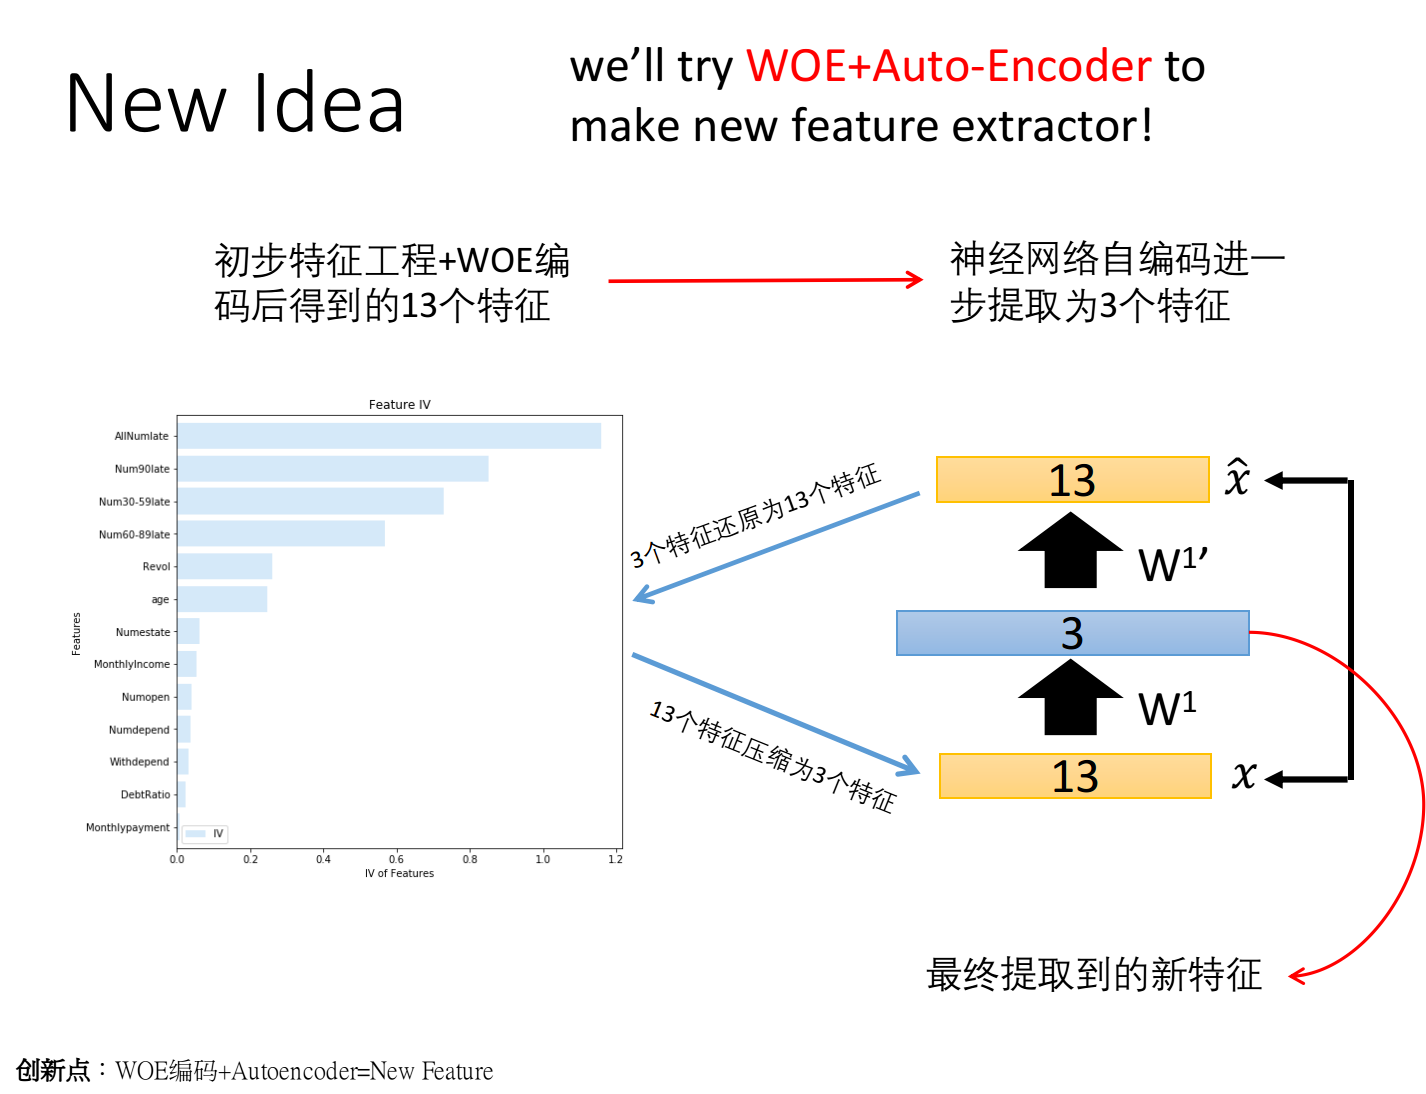 New Idea
we’ll try WOE+Auto-Encoder to
make new feature extractor!
初步特征工程+WOE编
码后得到的13个特征
神经网络自编码进一
步提取为3个特征
Feature IV
AllNumlate
Num90late
Num30-59late
Num60-89late
Revol
age
Numestate
MonthlyIncome
Numopen
Numdepend
Withdepend
DebtRatio
Monthlypayment
Features
IV
0.0 0.2 0.4 0.6 0.8 1.0 1.2
IV of Features
3个特征还原为13个特征
13个特征压缩为3个特征
13 x̂
W¹’
3
W¹
13 x
最终提取到的新特征
创新点：WOE编码+Autoencoder=New Feature